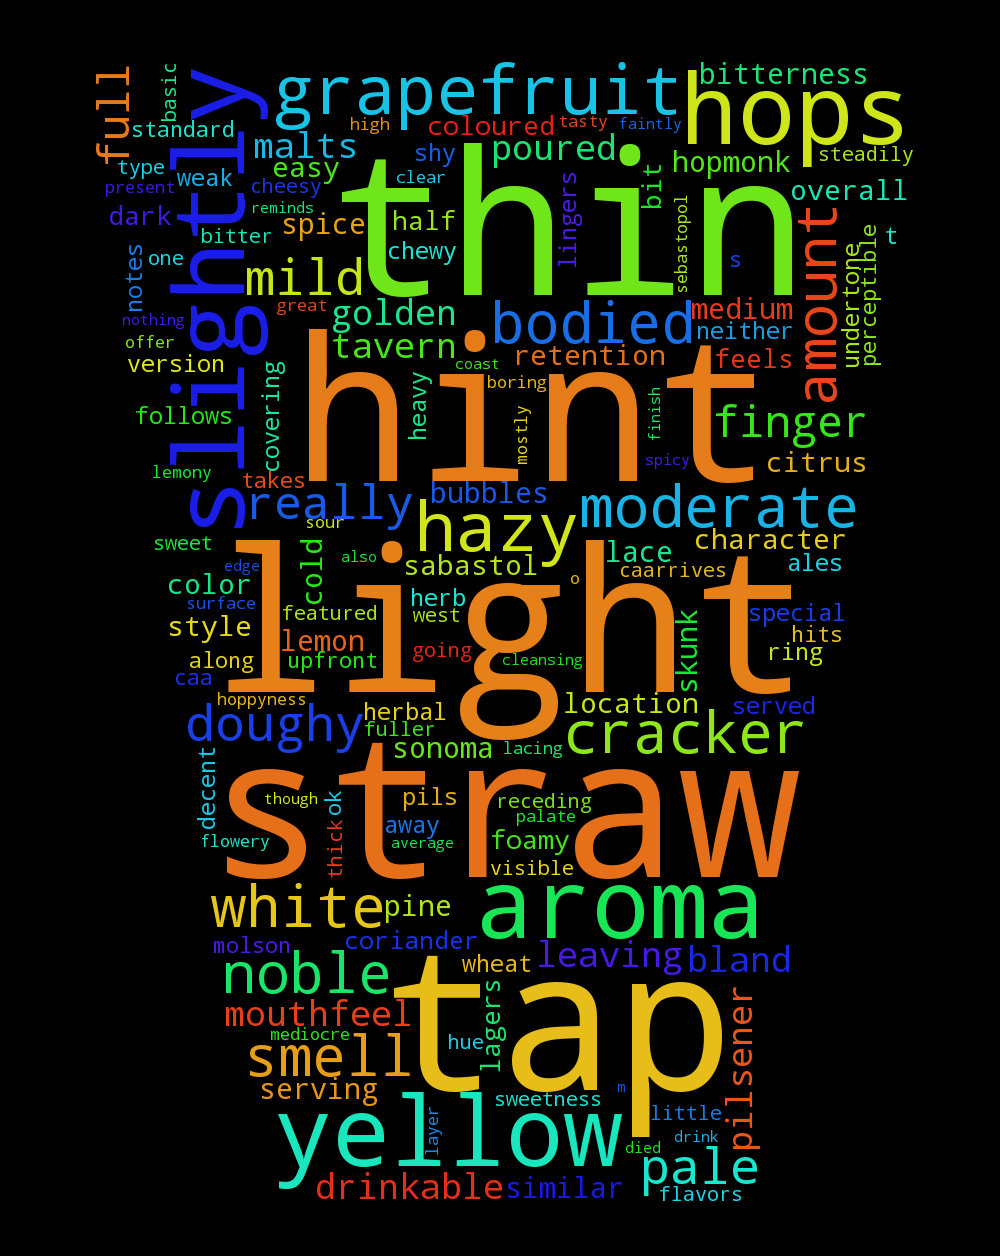 full
basic
slightly
grapefruit
hops
bitterness
standard
high
coloured
tasty
faintly
malts
poured
steadily
type
weak
easy
shy
thin
bit
hopmonk
present
cheesy
clear
lingers
overall
dark
reminds
spice
half
sebastopol
amount
bitter
chewy
t
notes
one
mild
s
undertone
perceptible
nothing
great
golden
bodied
medium
offer
tavern
neither
version
covering
hint
coast
retention
feels
heavy
boring
follows
mostly
finish
finger
lemony
takes
spicy
citrus
really
bubbles
moderate
sour
hazy
sweet
cold
also
lace
character
edge
light
sabastol
o
caarrives
ales
color
surface
featured
herb
west
special
style
lemon
going
skunk
hits
along
upfront
cleansing
ring
caa
hoppyness
herbal
location
served
doughy
fuller
cracker
decent
sonoma
lacing
straw
though
ok
pils
receding
palate
flowery
thick
away
average
foamy
visible
white
pine
aroma
molson
coriander
leaving
bland
noble
wheat
tap
mouthfeel
lagers
pilsener
mediocre
hue
smell
serving
sweetness
m
little
yellow
layer
drink
died
pale
drinkable
similar
flavors